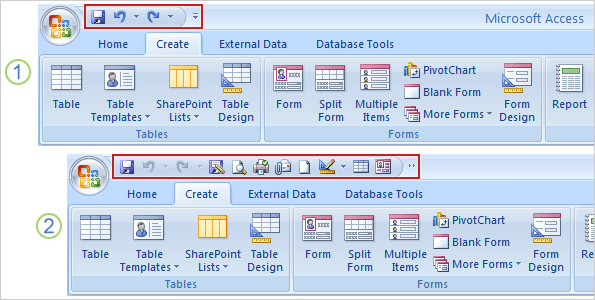 Microsoft Access
Home Create External Data Database Tools
1
Table Table Templates SharePoint Lists Table Design
Tables
Form Split Form Multiple Items PivotChart Blank Form More Forms Form Design
Forms
Report
Home Create External Data Database Tools
2
Table Table Templates SharePoint Lists Table Design
Tables
Form Split Form Multiple Items PivotChart Blank Form More Forms Form Design
Forms